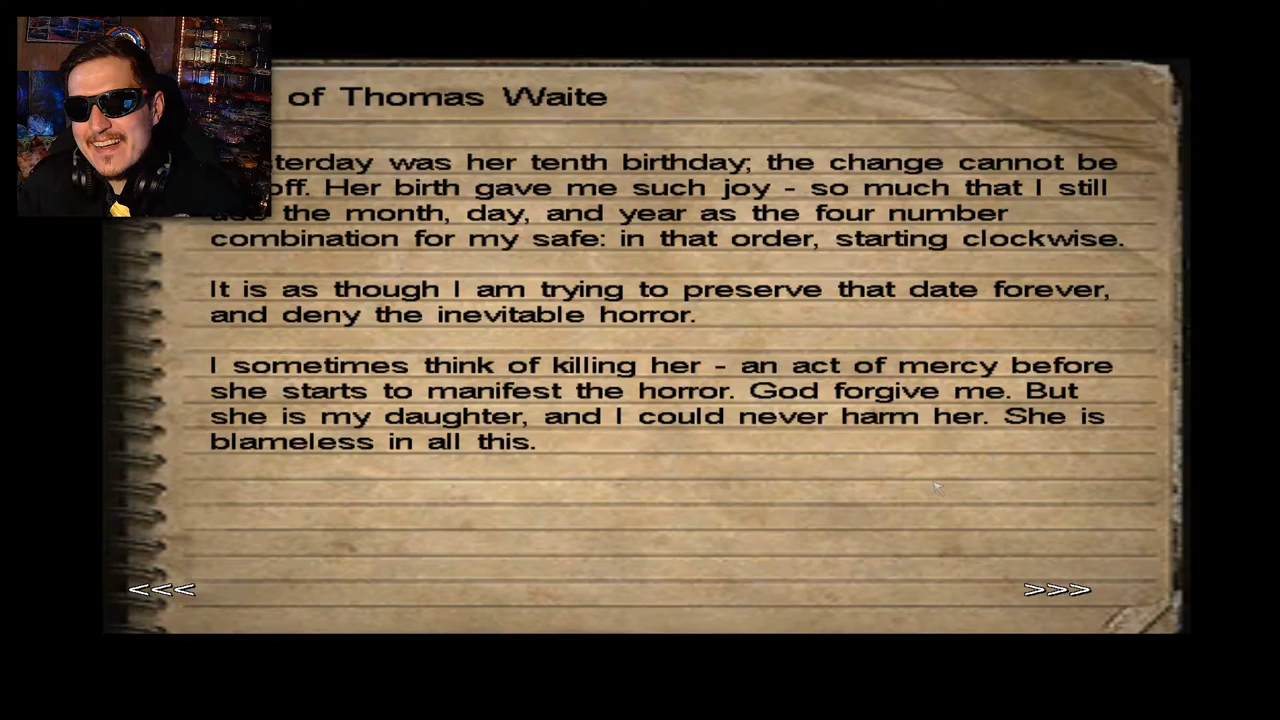 of Thomas Waite
sterday was her tenth birthday; the change cannot be
off. Her birth gave me such joy - so much that I still
the month, day, and year as the four number
combination for my safe: in that order, starting clockwise.
It is as though I am trying to preserve that date forever,
and deny the inevitable horror.
I sometimes think of killing her - an act of mercy before
she starts to manifest the horror. God forgive me. But
she is my daughter, and I could never harm her. She is
blameless in all this.
<<< >>>